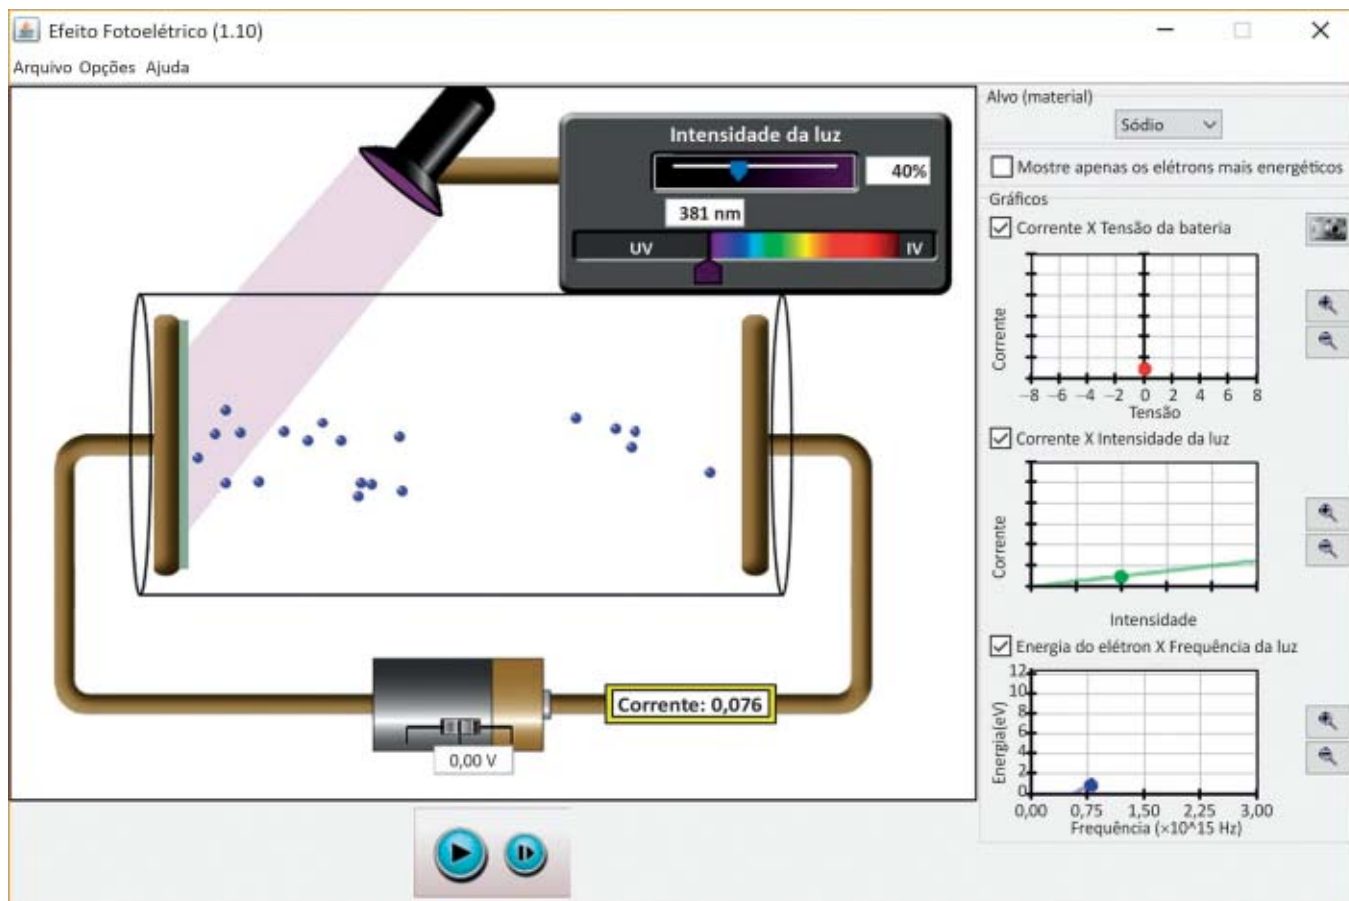 Efeito Fotoelétrico (1.10)
Arquivo Opções Ajuda
Intensidade da luz
40%
381 nm
UV
IV
Corrente: 0,076
0,00 V
Alvo (material)
Sódio
Mostre apenas os elétrons mais energéticos
Gráficos
Corrente X Tensão da bateria
Corrente
−8 −6 −4 −2 0 2 4 6 8
Tensão
Corrente X Intensidade da luz
Corrente
Intensidade
Energia do elétron X Frequência da luz
Energia(eV)
12
10
8
6
4
2
0
0,00 0,75 1,50 2,25 3,00
Frequência (×10^15 Hz)